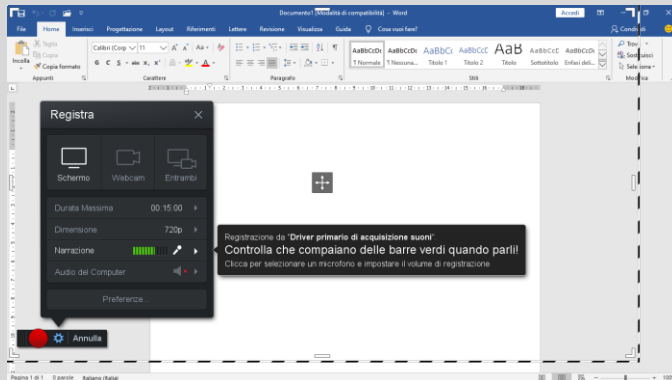 Documento1 [Modalità di compatibilità] - Word
Accedi
File Home Inserisci Progettazione Layout Riferimenti Lettere Revisione Visualizza Guida Cosa vuoi fare?
Condividi
Incolla
Taglia
Copia
Copia formato
Calibri (Corp 11
G C S
AaBbCcDc AaBbCcDc AaBbCc AaBbCcC AaB AaBbCcC AaBbCcDc
1 Normale 1 Nessuna... Titolo 1 Titolo 2 Titolo Sottotitolo Enfasi deli...
Trova
Sostituisci
Seleziona
Appunti Carattere Paragrafo Stili Modifica
Registra
Schermo Webcam Entrambi
Durata Massima 00:15:00
Dimensione 720p
Narrazione
Audio del Computer
Preferenze...
Registrazione da "Driver primario di acquisizione suoni"
Controlla che compaiano delle barre verdi quando parli!
Clicca per selezionare un microfono e impostare il volume di registrazione
Annulla
Pagina 1 di 1 0 parole Italiano (Italia)